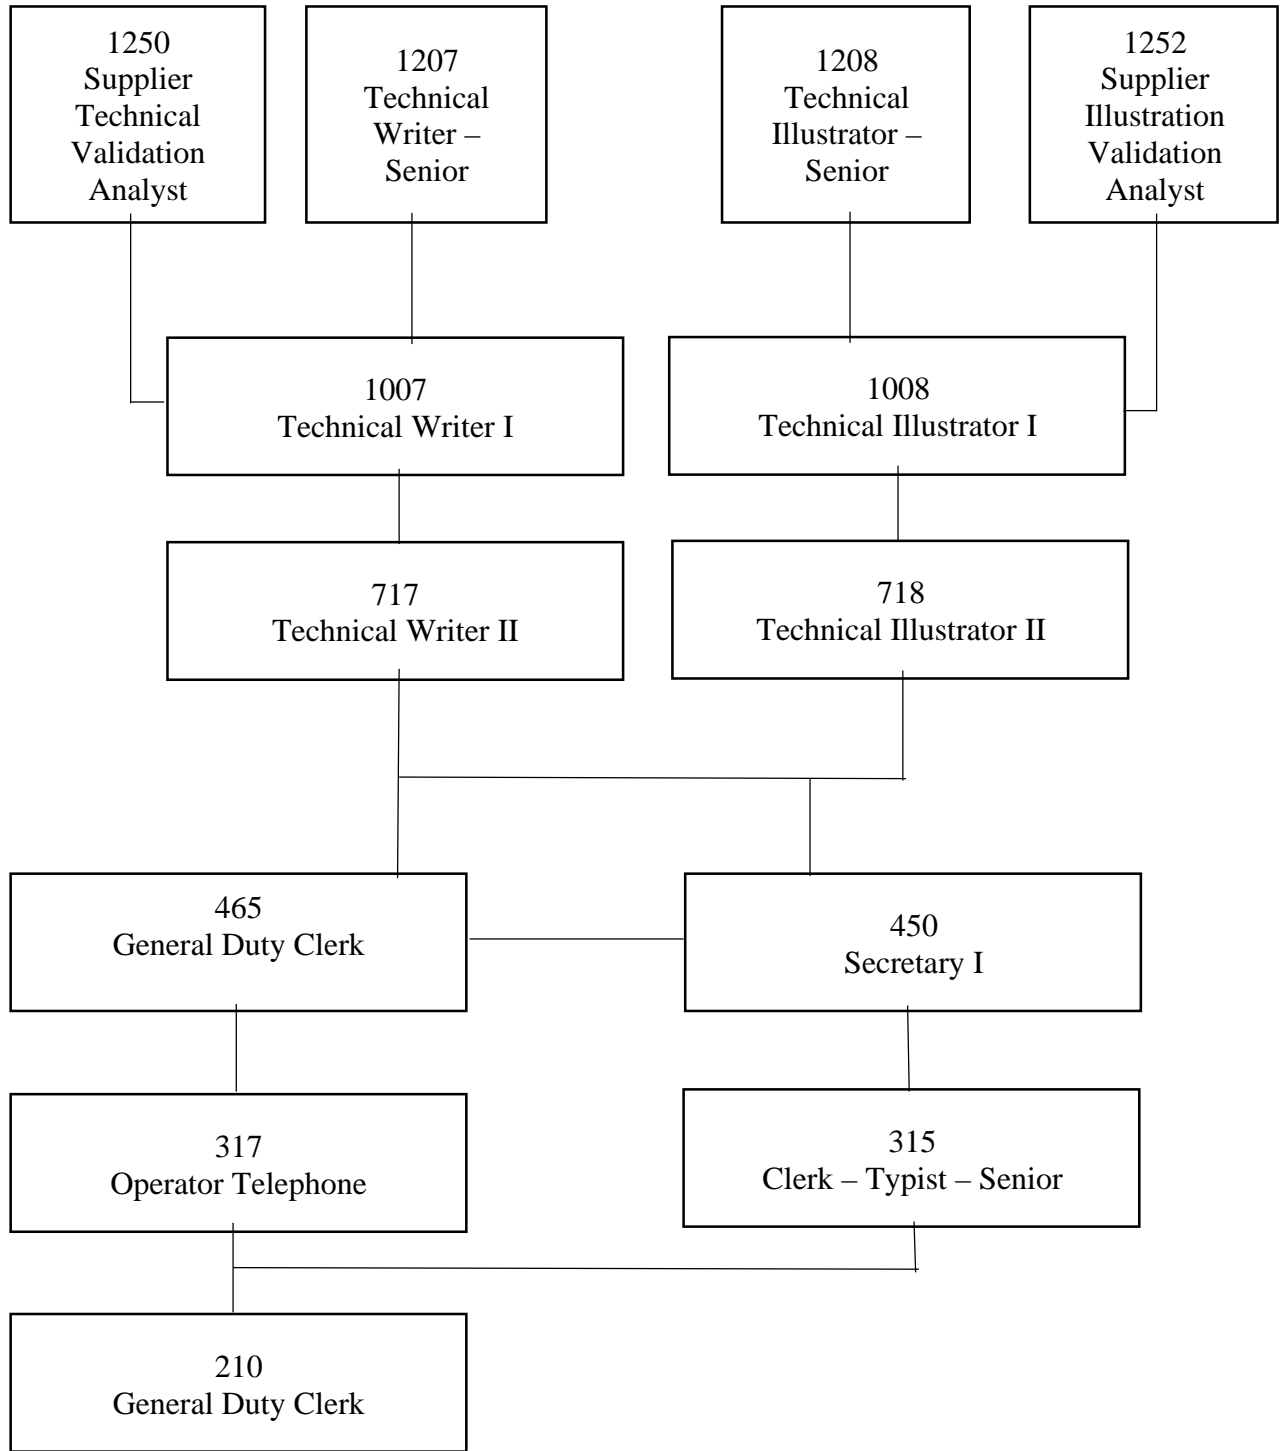 1250
Supplier
Technical
Validation
Analyst
1207
Technical
Writer –
Senior
1208
Technical
Illustrator –
Senior
1252
Supplier
Illustration
Validation
Analyst
1007
Technical Writer I
1008
Technical Illustrator I
717
Technical Writer II
718
Technical Illustrator II
465
General Duty Clerk
450
Secretary I
317
Operator Telephone
315
Clerk – Typist – Senior
210
General Duty Clerk